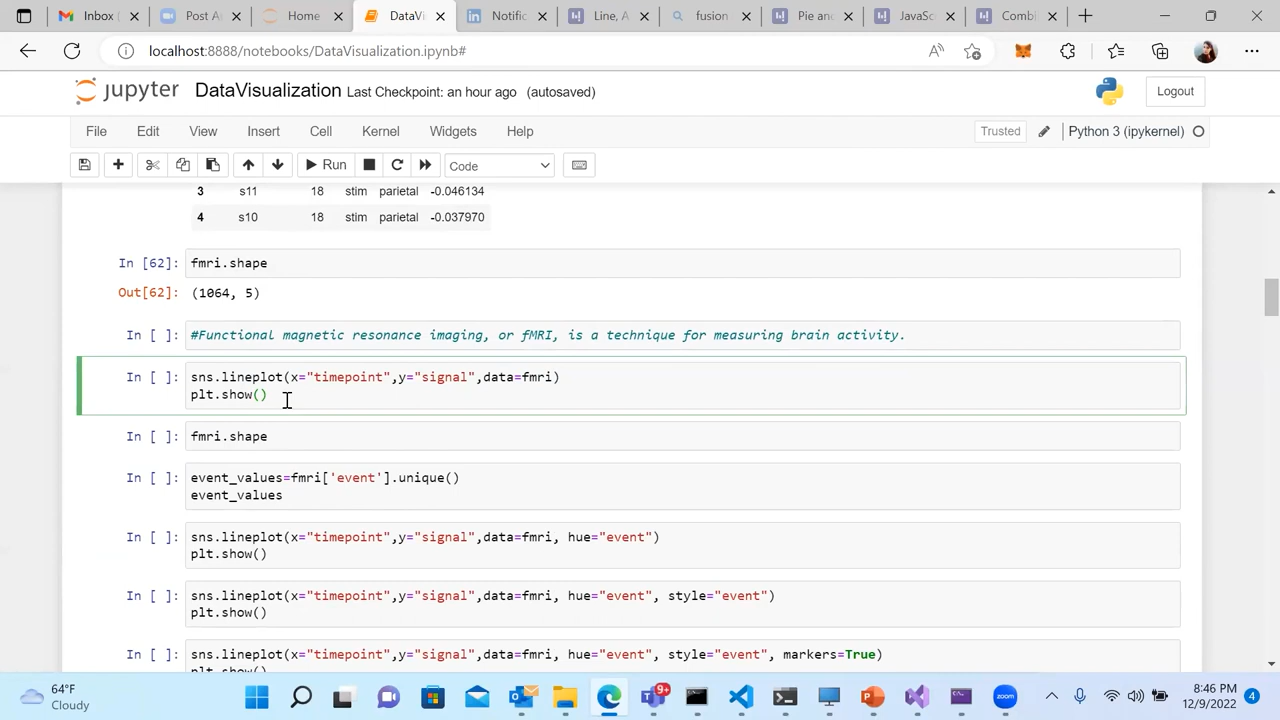 Inbox (
Post A
Home
DataVi
Notific
Line, A
fusion
Pie and
JavaSc
Combi
localhost:8888/notebooks/DataVisualization.ipynb#
jupyter DataVisualization Last Checkpoint: an hour ago (autosaved)
Logout
File Edit View Insert Cell Kernel Widgets Help
Trusted
Python 3 (ipykernel)
Run
Code
3 s11 18 stim parietal -0.046134
4 s10 18 stim parietal -0.037970
In [62]: fmri.shape
Out[62]: (1064, 5)
In [ ]: #Functional magnetic resonance imaging, or fMRI, is a technique for measuring brain activity.
In [ ]: sns.lineplot(x="timepoint",y="signal",data=fmri)
plt.show()
In [ ]: fmri.shape
In [ ]: event_values=fmri['event'].unique()
event_values
In [ ]: sns.lineplot(x="timepoint",y="signal",data=fmri, hue="event")
plt.show()
In [ ]: sns.lineplot(x="timepoint",y="signal",data=fmri, hue="event", style="event")
plt.show()
In [ ]: sns.lineplot(x="timepoint",y="signal",data=fmri, hue="event", style="event", markers=True)
plt.show()
64°F
Cloudy
9+
zoom
8:46 PM
12/9/2022
4